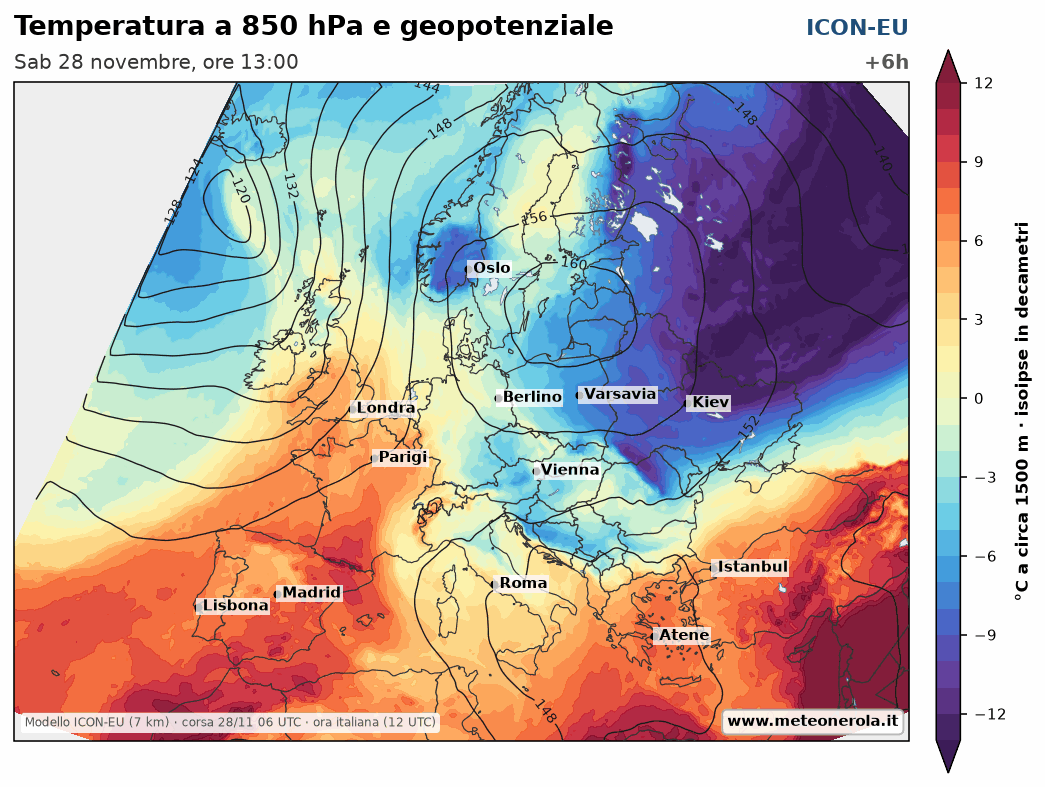 Temperatura a 850 hPa e geopotenziale
ICON-EU
Sab 28 novembre, ore 13:00
+6h
144
148
148
140
124
120
132
128
156
160
152
152
148
Oslo
Londra
Berlino
Varsavia
Kiev
Parigi
Vienna
Roma
Istanbul
Madrid
Lisbona
Atene
Modello ICON-EU (7 km) · corsa 28/11 06 UTC · ora italiana (12 UTC)
www.meteonerola.it
12
9
6
3
0
−3
−6
−9
−12
°C a circa 1500 m · isoipse in decametri